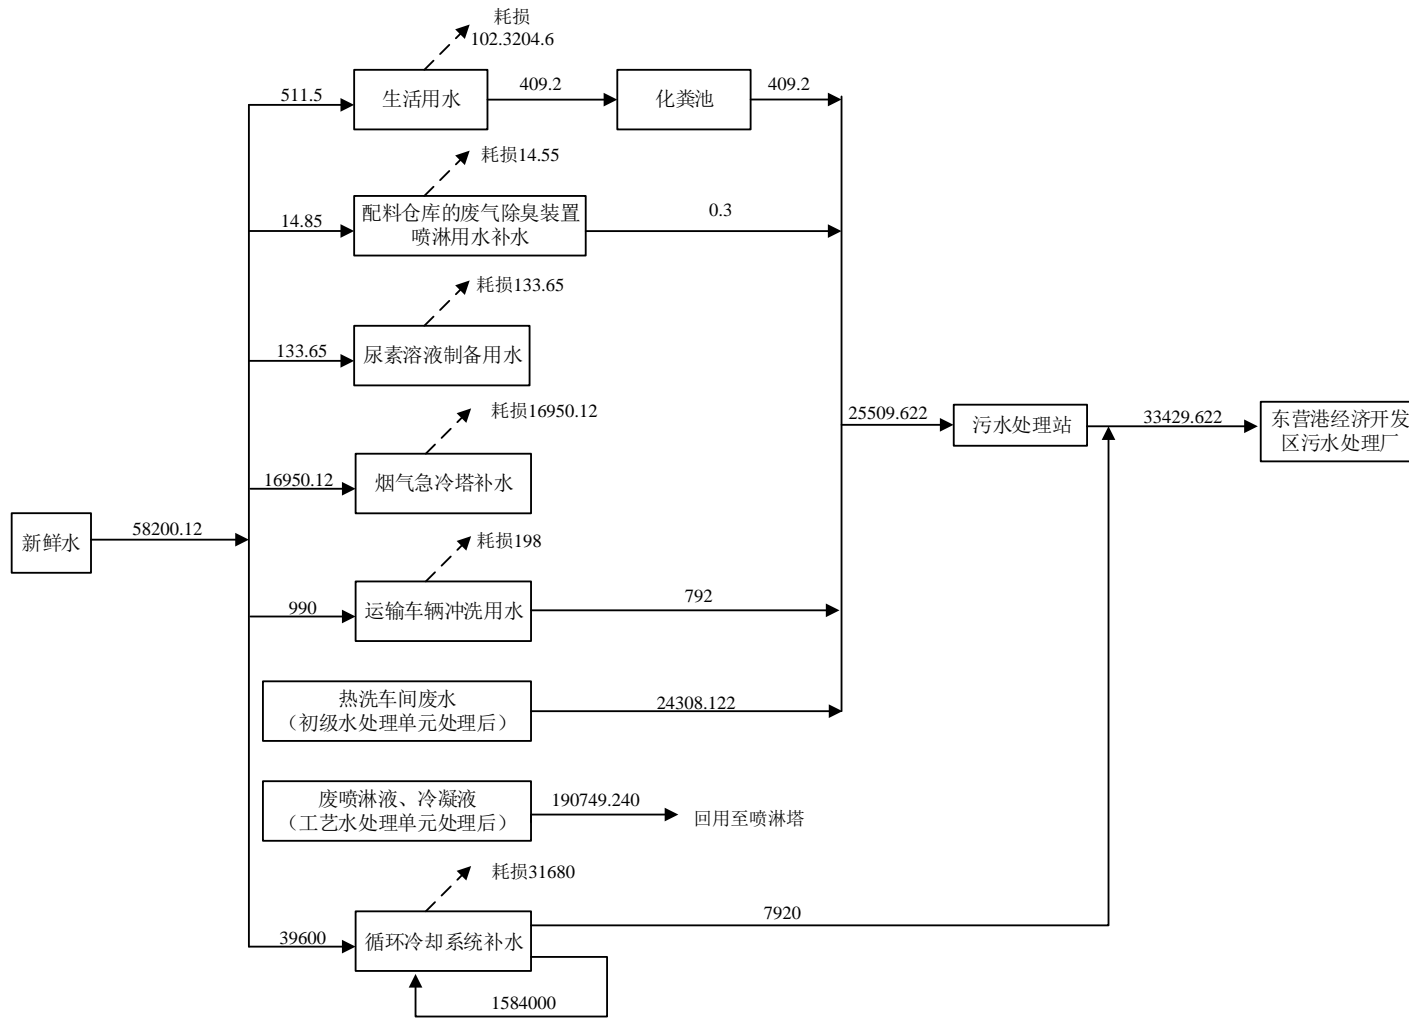 耗损
102.3204.6
511.5
生活用水
409.2
化粪池
409.2
耗损14.55
14.85
配料仓库的废气除臭装置
喷淋用水补水
0.3
耗损133.65
133.65
尿素溶液制备用水
耗损16950.12
16950.12
烟气急冷塔补水
25509.622
污水处理站
33429.622
东营港经济开发
区污水处理厂
新鲜水
58200.12
耗损198
990
运输车辆冲洗用水
792
热洗车间废水
（初级水处理单元处理后）
24308.122
废喷淋液、冷凝液
（工艺水处理单元处理后）
190749.240
回用至喷淋塔
耗损31680
39600
循环冷却系统补水
7920
1584000